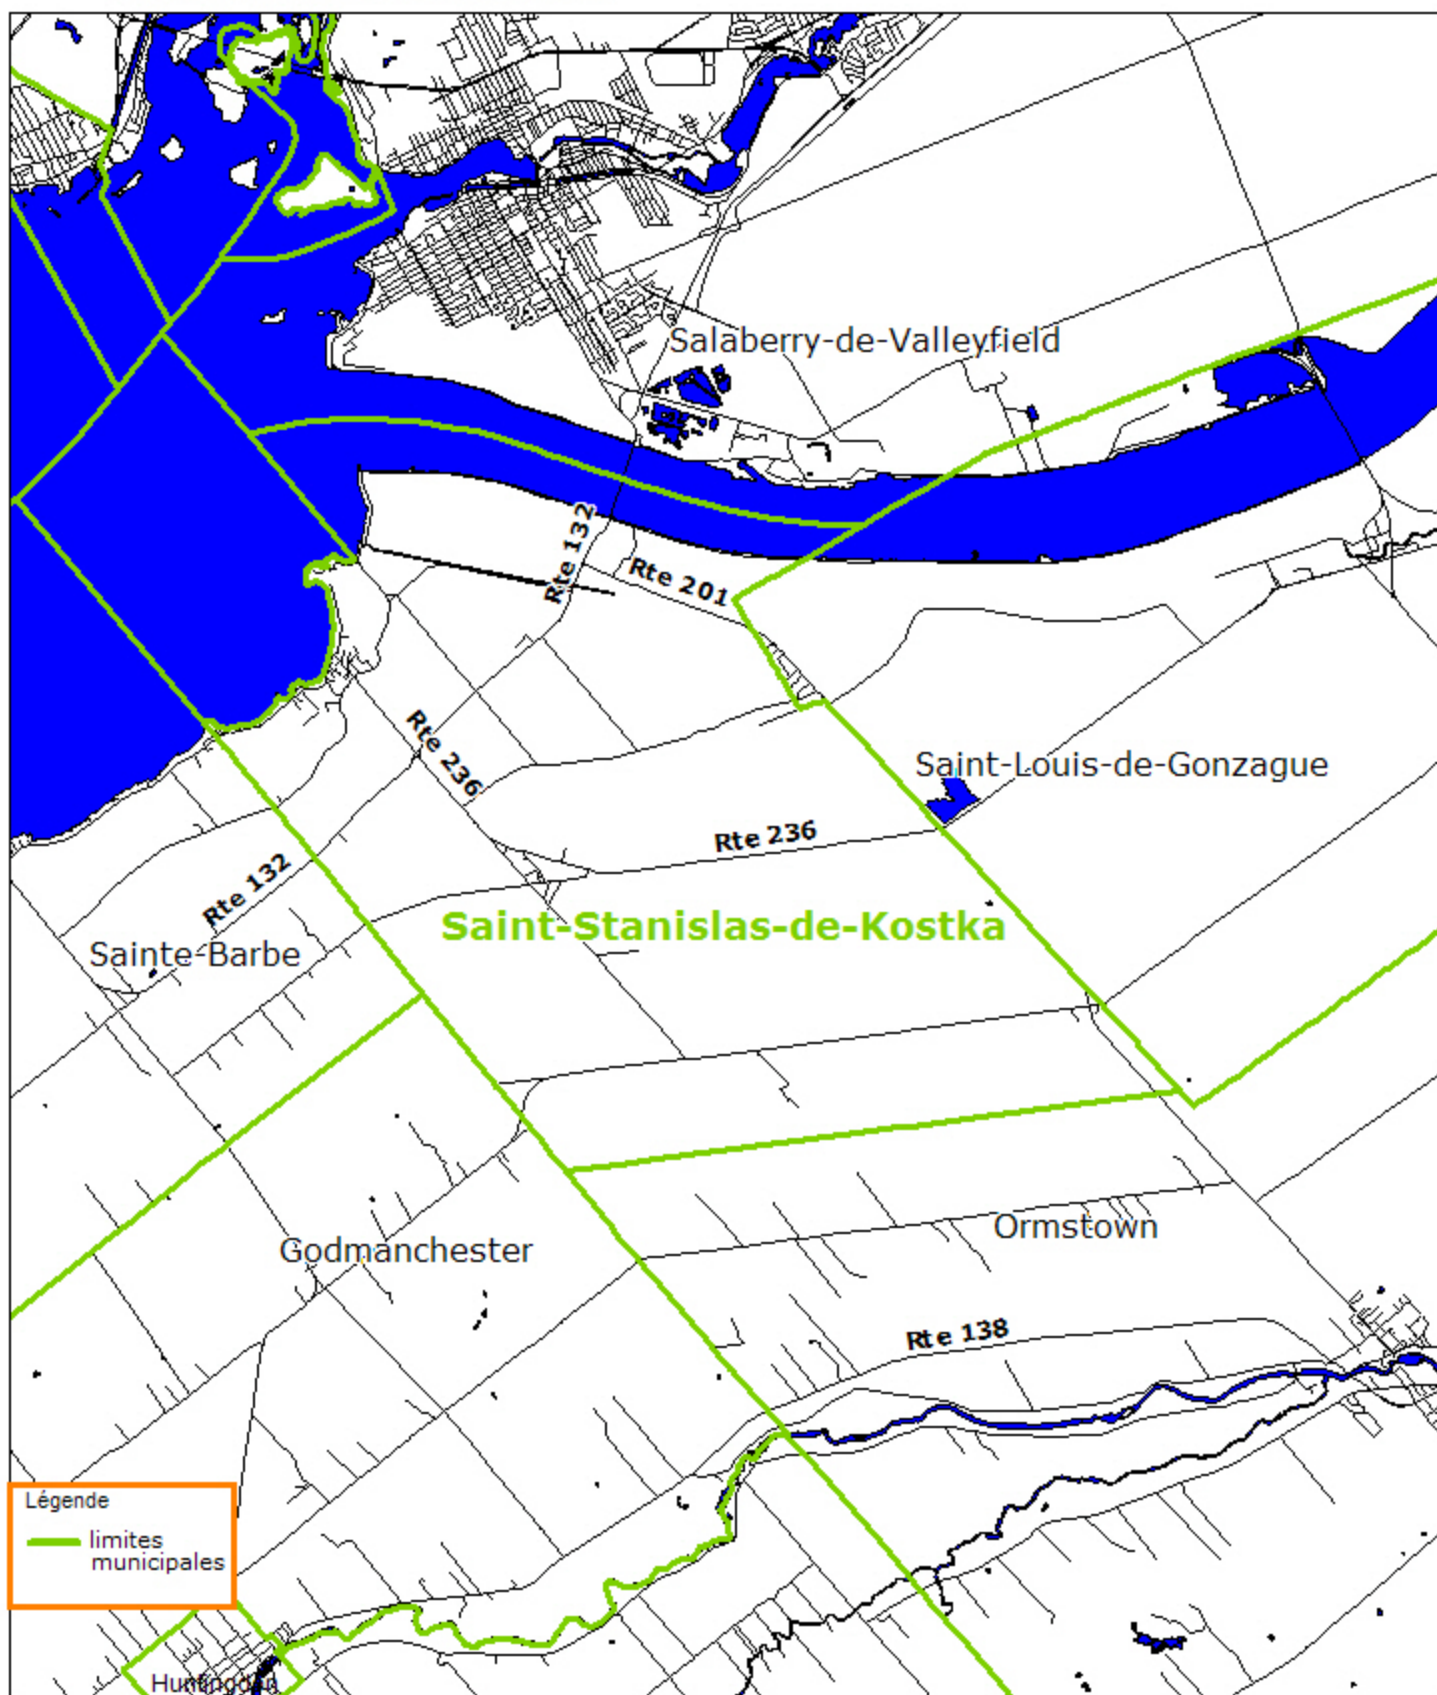 Salaberry-de-Valleyfield
Rte 132
Rte 201
Rte 236
Saint-Louis-de-Gonzague
Rte 236
Rte 132
Saint-Stanislas-de-Kostka
Sainte-Barbe
Ormstown
Godmanchester
Rte 138
Légende
limites
municipales
Huntingdon